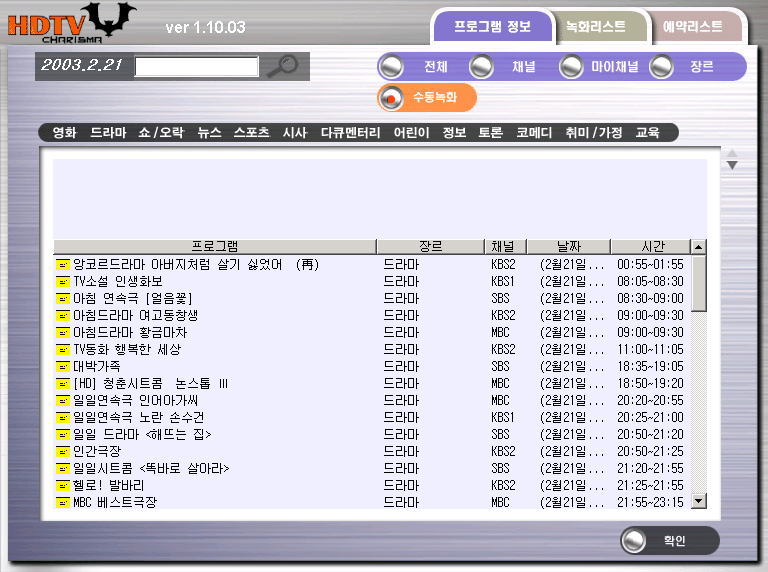 HDTV
CHARISMA
ver 1.10.03
프로그램 정보 녹화리스트 예약리스트
2003.2.21
전체 채널 마이채널 장르
수동녹화
영화 드라마 쇼/오락 뉴스 스포츠 시사 다큐멘터리 어린이 정보 토론 코메디 취미/가정 교육
프로그램 장르 채널 날짜 시간
앙코르드라마 아버지처럼 살기 싫었어 (再) 드라마 KBS2 (2월21일... 00:55~01:55
TV소설 인생화보 드라마 KBS1 (2월21일... 08:05~08:30
아침 연속극 [얼음꽃] 드라마 SBS (2월21일... 08:30~09:00
아침드라마 여고동창생 드라마 KBS2 (2월21일... 09:00~09:30
아침드라마 황금마차 드라마 MBC (2월21일... 09:00~09:30
TV동화 행복한 세상 드라마 KBS2 (2월21일... 11:00~11:05
대박가족 드라마 SBS (2월21일... 18:35~19:05
[HD] 청춘시트콤 논스톱 III 드라마 MBC (2월21일... 18:50~19:20
일일연속극 인어아가씨 드라마 MBC (2월21일... 20:20~20:55
일일연속극 노란 손수건 드라마 KBS1 (2월21일... 20:25~21:00
일일 드라마 <해뜨는 집> 드라마 SBS (2월21일... 20:50~21:20
인간극장 드라마 KBS2 (2월21일... 20:50~21:25
일일시트콤 <똑바로 살아라> 드라마 SBS (2월21일... 21:20~21:55
헬로! 발바리 드라마 KBS2 (2월21일... 21:25~21:55
MBC 베스트극장 드라마 MBC (2월21일... 21:55~23:15
확인